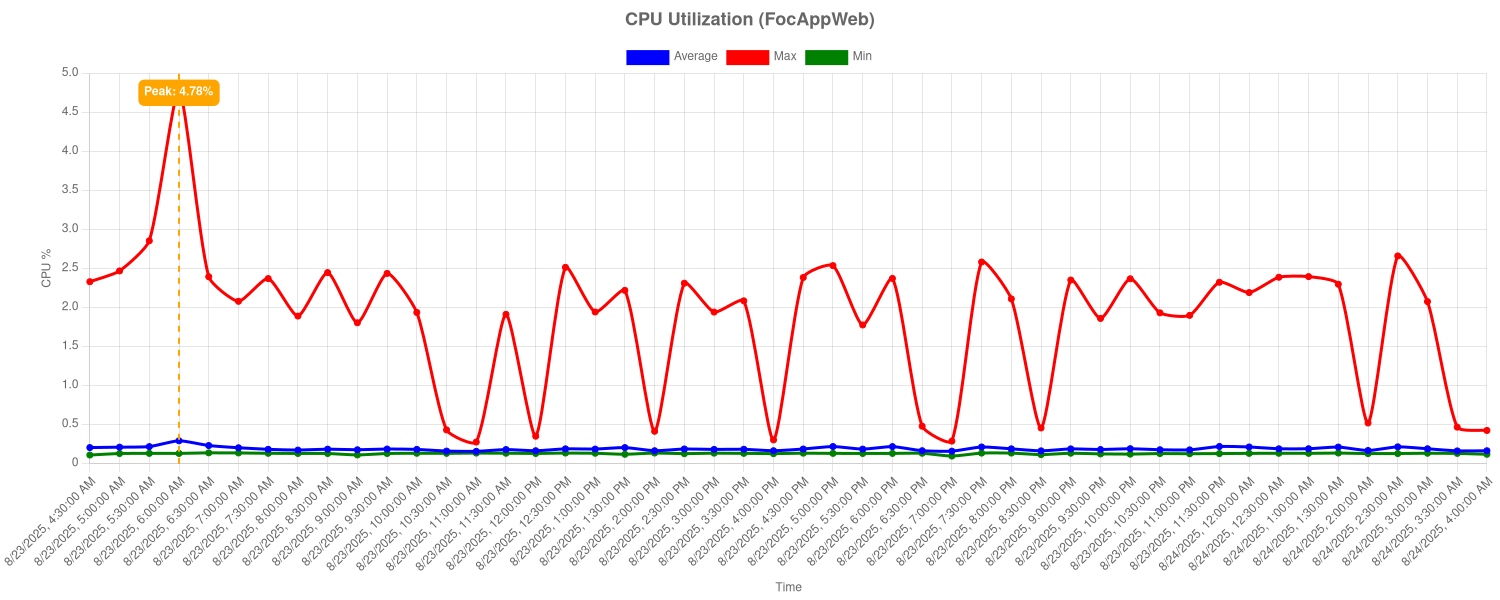 CPU Utilization (FocAppWeb)
Average Max Min
5.0
Peak: 4.78%
4.5
4.0
3.5
3.0
2.5
2.0
1.5
1.0
0.5
0
CPU %
8/23/2025, 4:30:00 AM
8/23/2025, 5:00:00 AM
8/23/2025, 5:30:00 AM
8/23/2025, 6:00:00 AM
8/23/2025, 6:30:00 AM
8/23/2025, 7:00:00 AM
8/23/2025, 7:30:00 AM
8/23/2025, 8:00:00 AM
8/23/2025, 8:30:00 AM
8/23/2025, 9:00:00 AM
8/23/2025, 9:30:00 AM
8/23/2025, 10:00:00 AM
8/23/2025, 10:30:00 AM
8/23/2025, 11:00:00 AM
8/23/2025, 11:30:00 AM
8/23/2025, 12:00:00 PM
8/23/2025, 12:30:00 PM
8/23/2025, 1:00:00 PM
8/23/2025, 1:30:00 PM
8/23/2025, 2:00:00 PM
8/23/2025, 2:30:00 PM
8/23/2025, 3:00:00 PM
8/23/2025, 3:30:00 PM
8/23/2025, 4:00:00 PM
8/23/2025, 4:30:00 PM
8/23/2025, 5:00:00 PM
8/23/2025, 5:30:00 PM
8/23/2025, 6:00:00 PM
8/23/2025, 6:30:00 PM
8/23/2025, 7:00:00 PM
8/23/2025, 7:30:00 PM
8/23/2025, 8:00:00 PM
8/23/2025, 8:30:00 PM
8/23/2025, 9:00:00 PM
8/23/2025, 9:30:00 PM
8/23/2025, 10:00:00 PM
8/23/2025, 10:30:00 PM
8/23/2025, 11:00:00 PM
8/23/2025, 11:30:00 PM
8/24/2025, 12:00:00 AM
8/24/2025, 12:30:00 AM
8/24/2025, 1:00:00 AM
8/24/2025, 1:30:00 AM
8/24/2025, 2:00:00 AM
8/24/2025, 2:30:00 AM
8/24/2025, 3:00:00 AM
8/24/2025, 3:30:00 AM
8/24/2025, 4:00:00 AM
Time